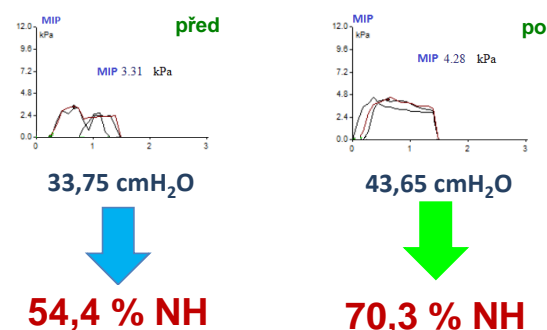 MIP
před
12.0
kPa
9.6
MIP 3.31 kPa
7.2
4.8
2.4
0.0
0 1 2 3
33,75 cmH₂O
54,4 % NH
MIP
po
12.0
kPa
9.6
MIP 4.28 kPa
7.2
4.8
2.4
0.0
0 1 2 3
43,65 cmH₂O
70,3 % NH